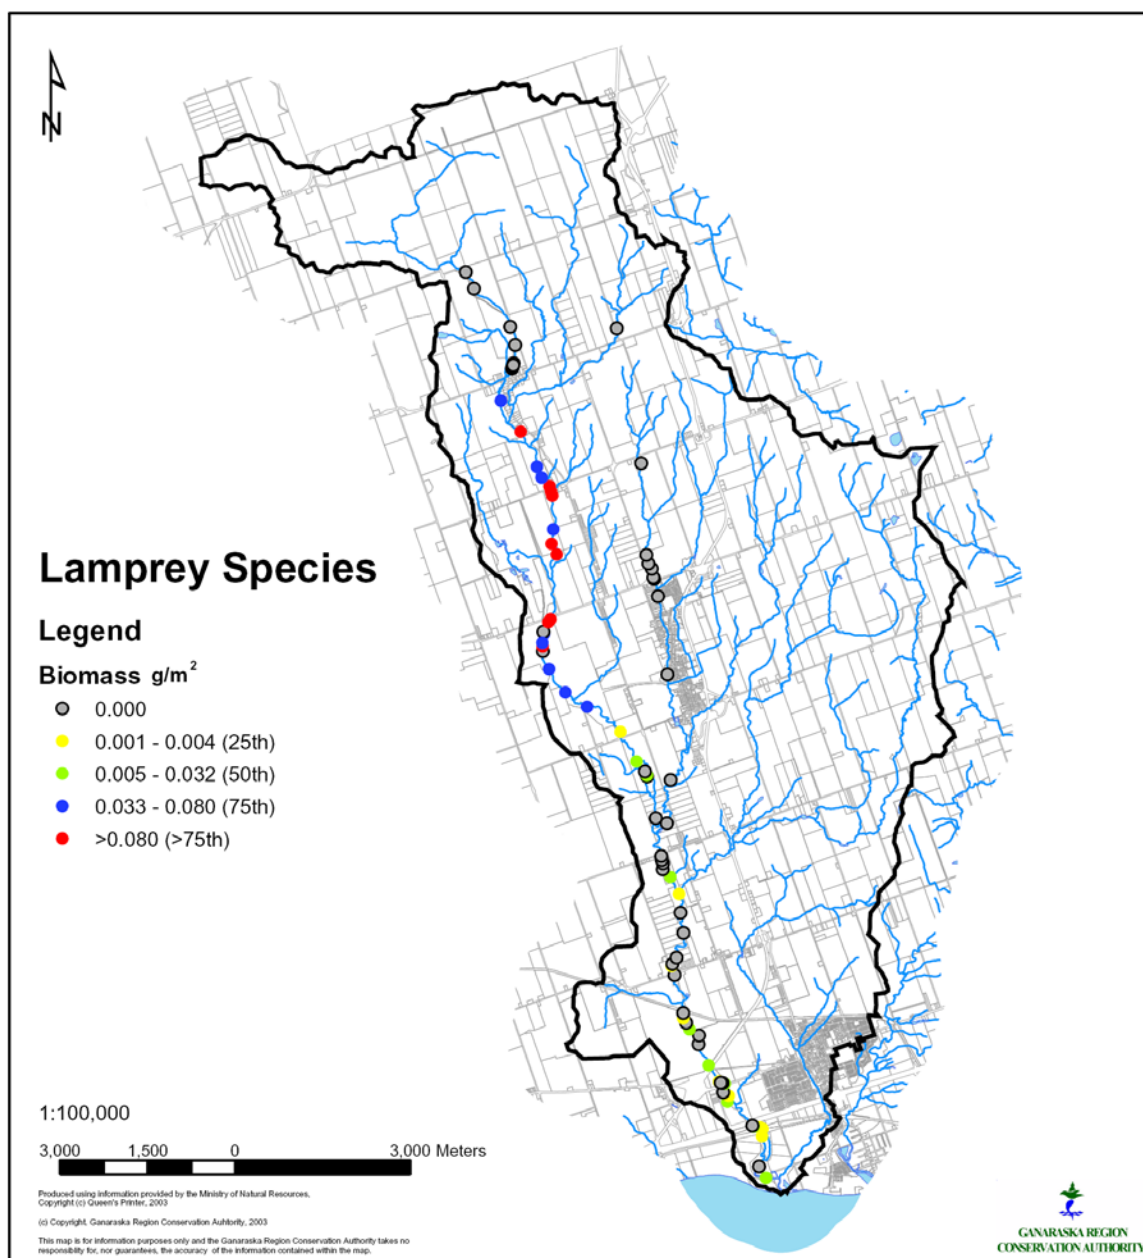 N
Lamprey Species
Legend
Biomass g/m²
0.000
0.001 - 0.004 (25th)
0.005 - 0.032 (50th)
0.033 - 0.080 (75th)
>0.080 (>75th)
1:100,000
3,000 1,500 0 3,000 Meters
Produced using information provided by the Ministry of Natural Resources,
Copyright (c) Queen's Printer, 2003
(c) Copyright, Ganaraska Region Conservation Auhtority, 2003
This map is for information purposes only and the Ganaraska Region Conservation Authority takes no
responsibility for, nor guarantees, the accuracy of the information contained within the map.
GANARASKA REGION
CONSERVATION AUTHORITY